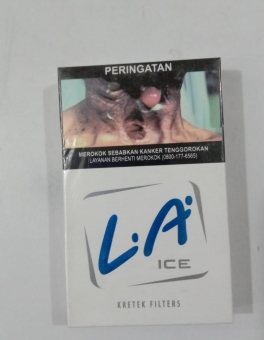 PERINGATAN
MEROKOK SEBABKAN KANKER TENGGOROKAN
LAYANAN BERHENTI MEROKOK (0800-177-6565)
L.A.
ICE
KRETEK FILTERS